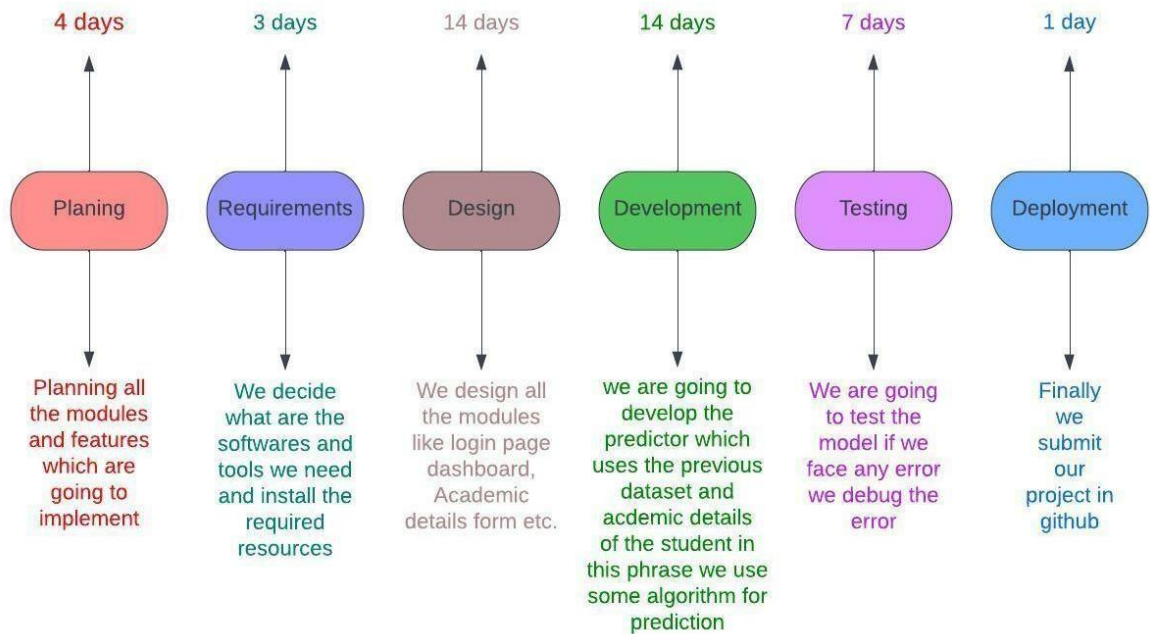 4 days
3 days
14 days
14 days
7 days
1 day
Planing
Requirements
Design
Development
Testing
Deployment
Planning all
the modules
and features
which are
going to
implement
We decide
what are the
softwares and
tools we need
and install the
required
resources
We design all
the modules
like login page
dashboard,
Academic
details form etc.
we are going to
develop the
predictor which
uses the previous
dataset and
acdemic details
of the student in
this phrase we use
some algorithm for
prediction
We are going
to test the
model if we
face any error
we debug the
error
Finally
we
submit
our
project in
github